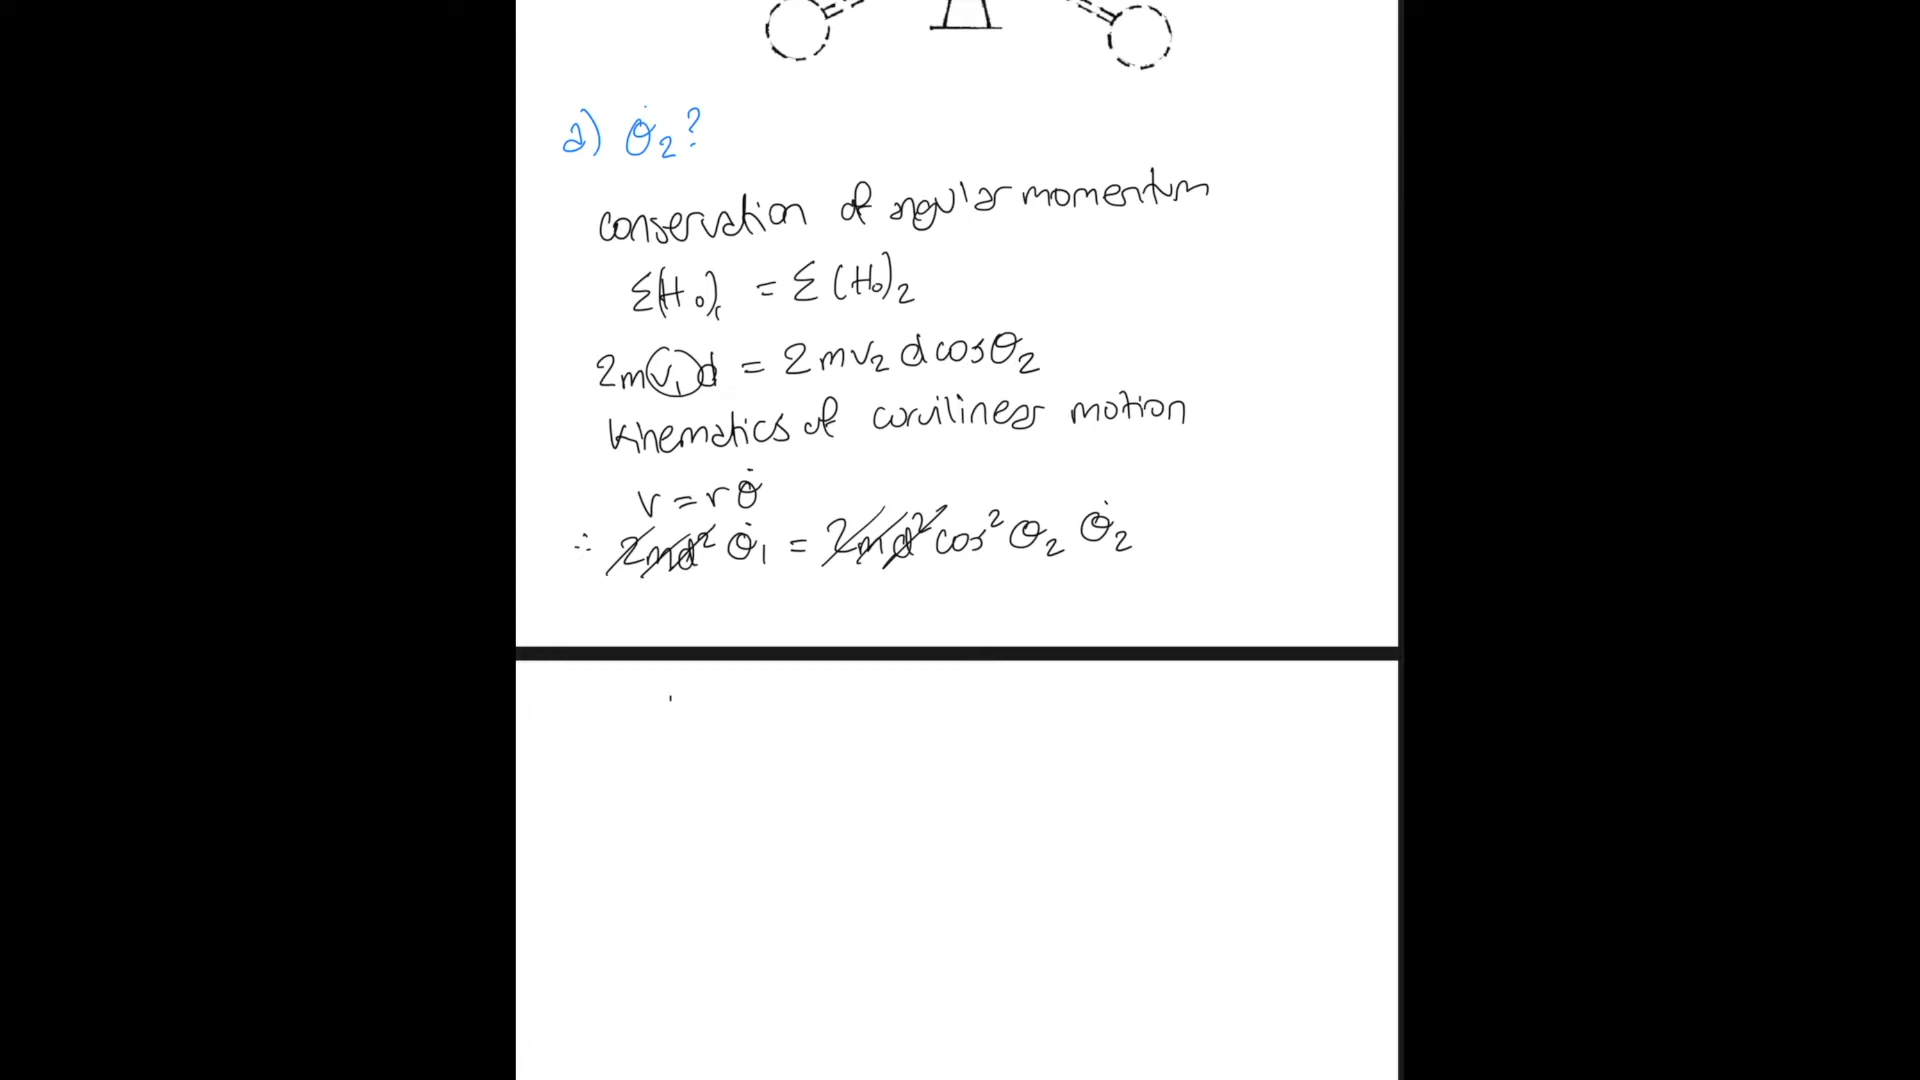 a) θ̇₂?
conservation of angular momentum
Σ(H₀)₁ = Σ(H₀)₂
2mv₁d = 2mv₂ d cosθ₂
Kinematics of curvilinear motion
v = rθ̇
∴ 2md² θ̇₁ = 2md² cos²θ₂ θ̇₂